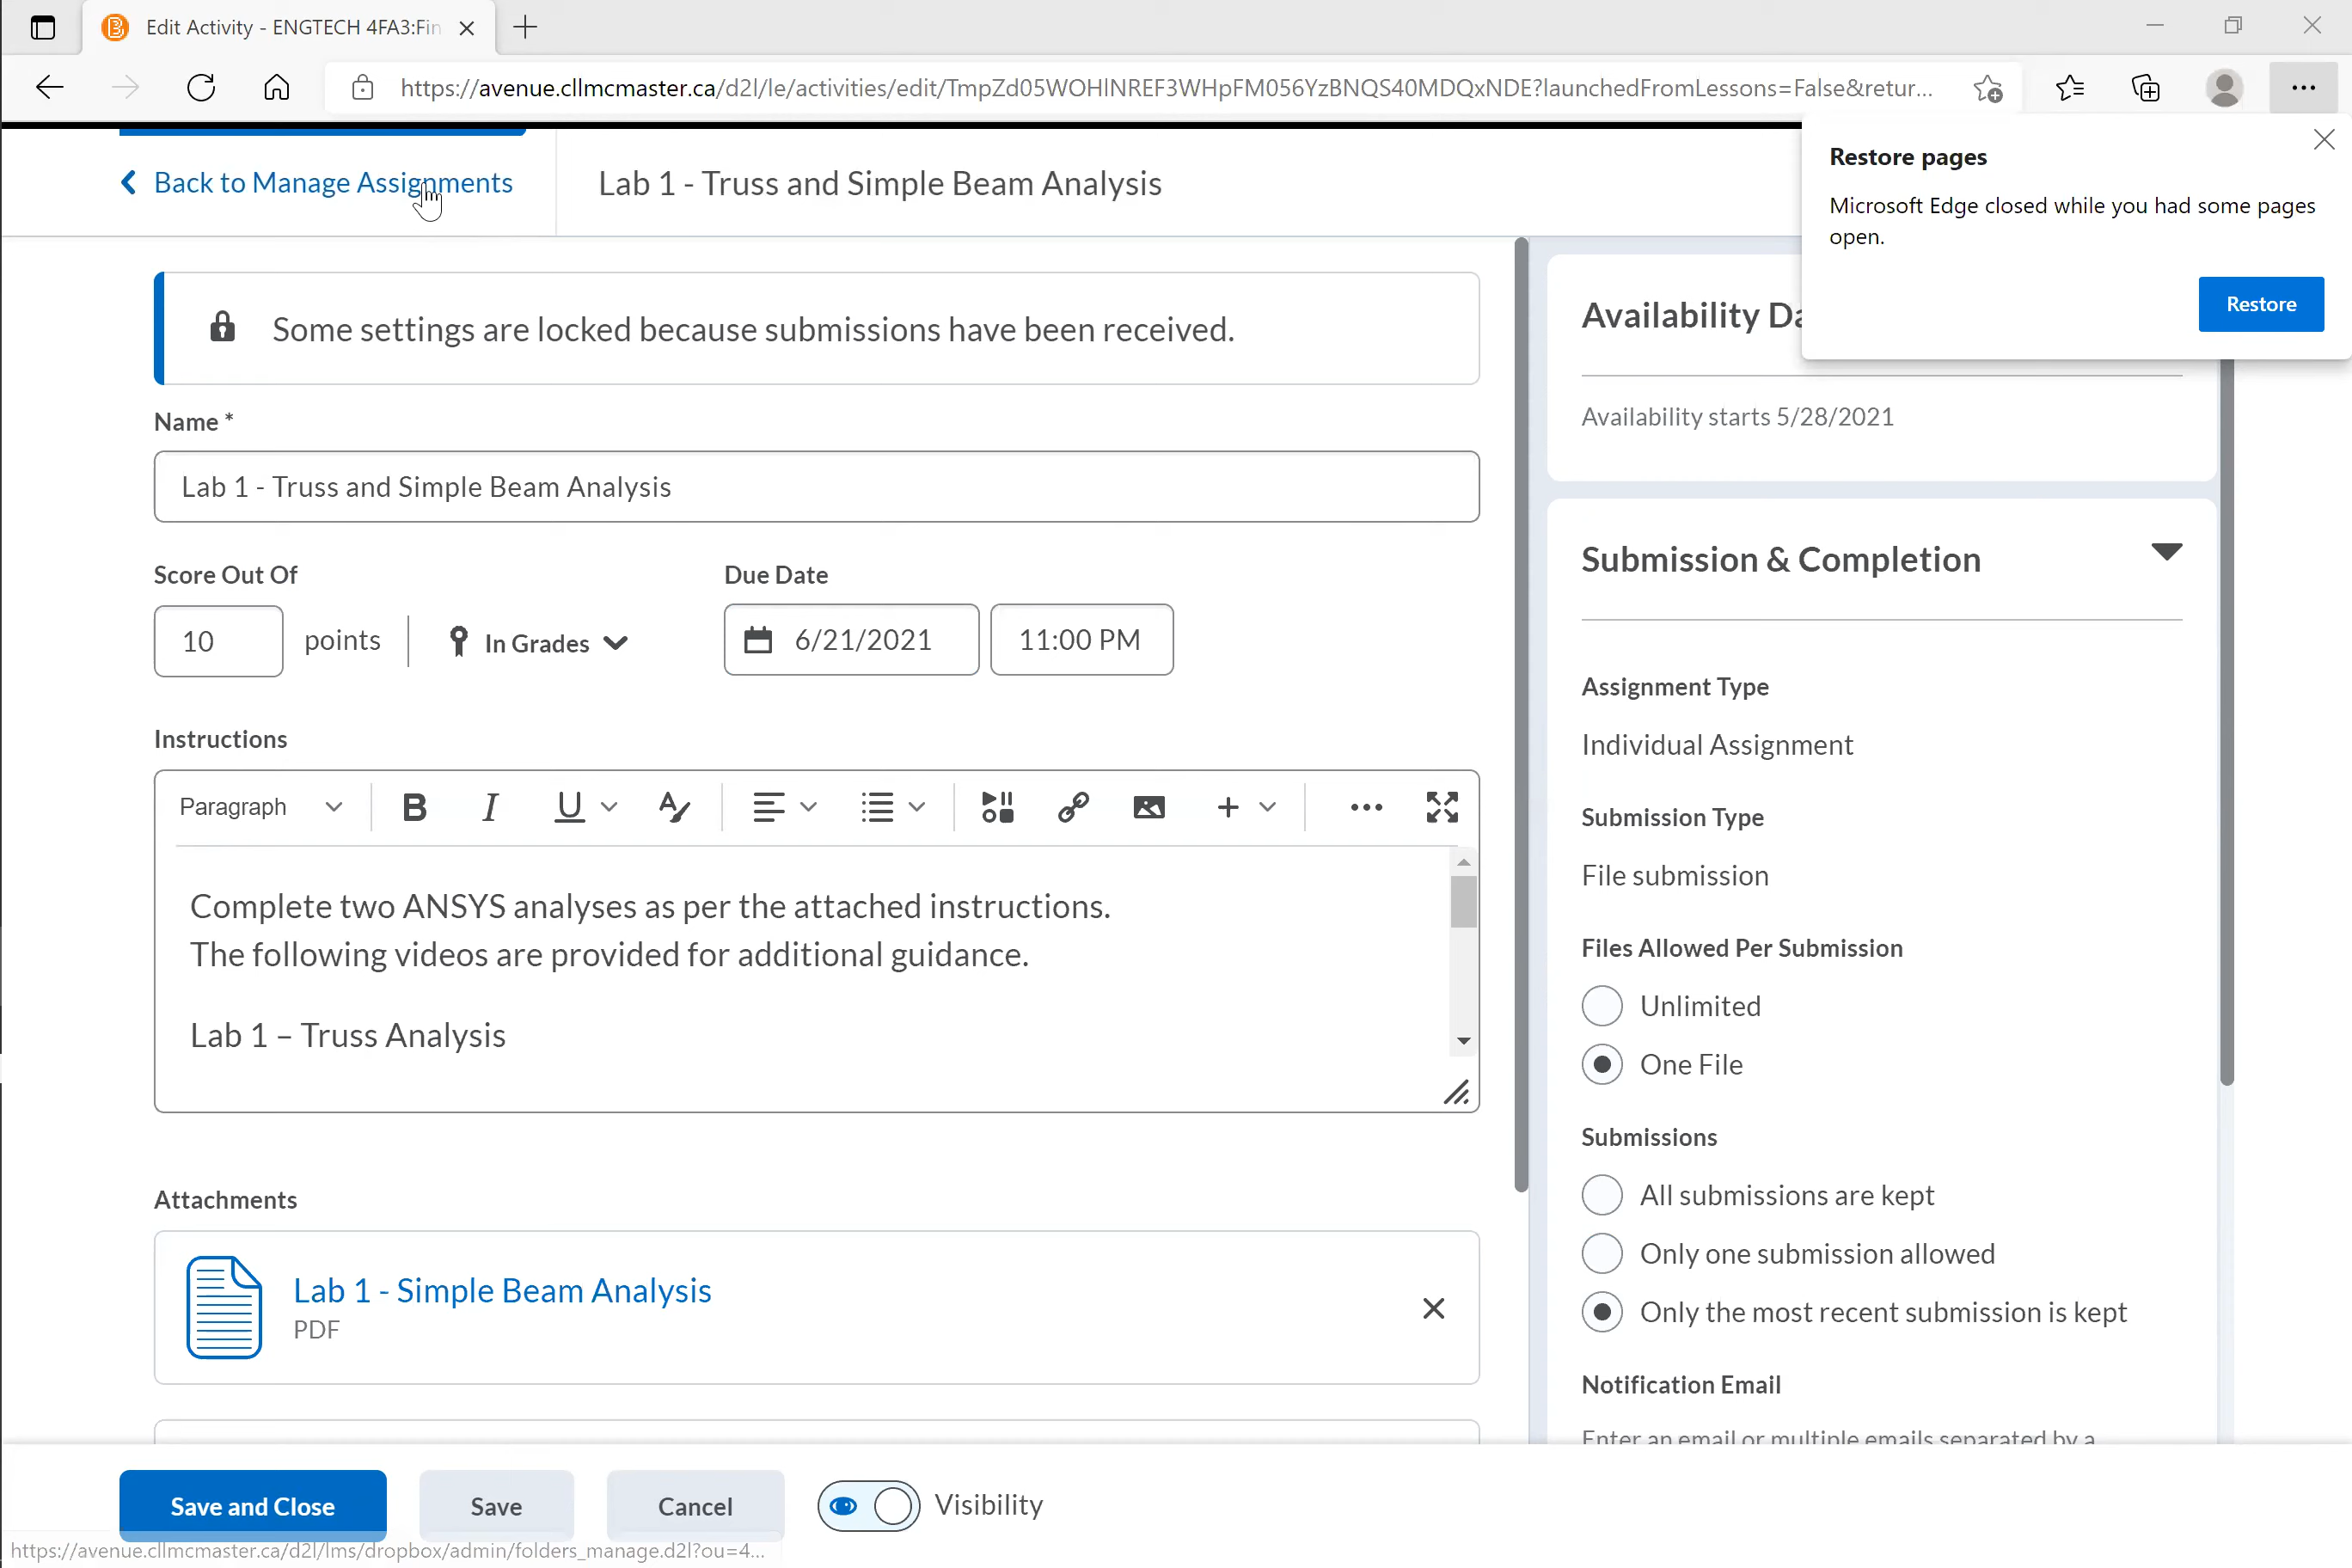 Edit Activity - ENGTECH 4FA3:Fin
https://avenue.cllmcmaster.ca/d2l/le/activities/edit/TmpZd05WOHlNREF3WHpFM056YzBNQS40MDQxNDE?launchedFromLessons=False&retur...
Back to Manage Assignments
Lab 1 - Truss and Simple Beam Analysis
Restore pages
Microsoft Edge closed while you had some pages
open.
Restore
Some settings are locked because submissions have been received.
Name *
Lab 1 - Truss and Simple Beam Analysis
Score Out Of
10 points
In Grades
Due Date
6/21/2021
11:00 PM
Instructions
Paragraph
Complete two ANSYS analyses as per the attached instructions.
The following videos are provided for additional guidance.
Lab 1 – Truss Analysis
Attachments
Lab 1 - Simple Beam Analysis
PDF
Availability Da
Availability starts 5/28/2021
Submission & Completion
Assignment Type
Individual Assignment
Submission Type
File submission
Files Allowed Per Submission
Unlimited
One File
Submissions
All submissions are kept
Only one submission allowed
Only the most recent submission is kept
Notification Email
Enter an email or multiple emails separated by a
Save and Close
Save
Cancel
Visibility
https://avenue.cllmcmaster.ca/d2l/lms/dropbox/admin/folders_manage.d2l?ou=4...